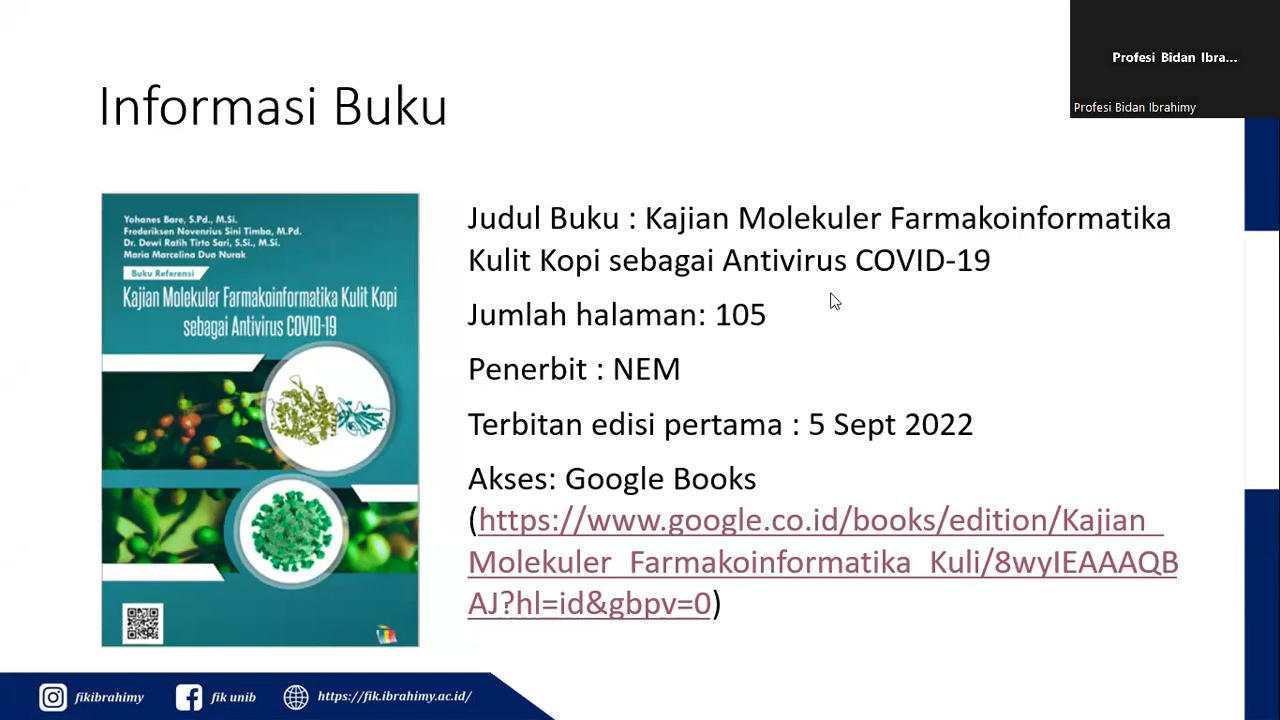 Profesi Bidan Ibra...
Profesi Bidan Ibrahimy
Informasi Buku
Yohanes Bare, S.Pd., M.Si.
Frederiksen Novenrius Sini Timba, M.Pd.
Dr. Dewi Ratih Tirto Sari, S.Si., M.Si.
Maria Marcelina Dua Nurak
Buku Referensi
Kajian Molekuler Farmakoinformatika Kulit Kopi
sebagai Antivirus COVID-19
Judul Buku : Kajian Molekuler Farmakoinformatika
Kulit Kopi sebagai Antivirus COVID-19
Jumlah halaman: 105
Penerbit : NEM
Terbitan edisi pertama : 5 Sept 2022
Akses: Google Books
(https://www.google.co.id/books/edition/Kajian_
Molekuler_Farmakoinformatika_Kuli/8wyIEAAAQB
AJ?hl=id&gbpv=0)
fikibrahimy
fik unib
https://fik.ibrahimy.ac.id/